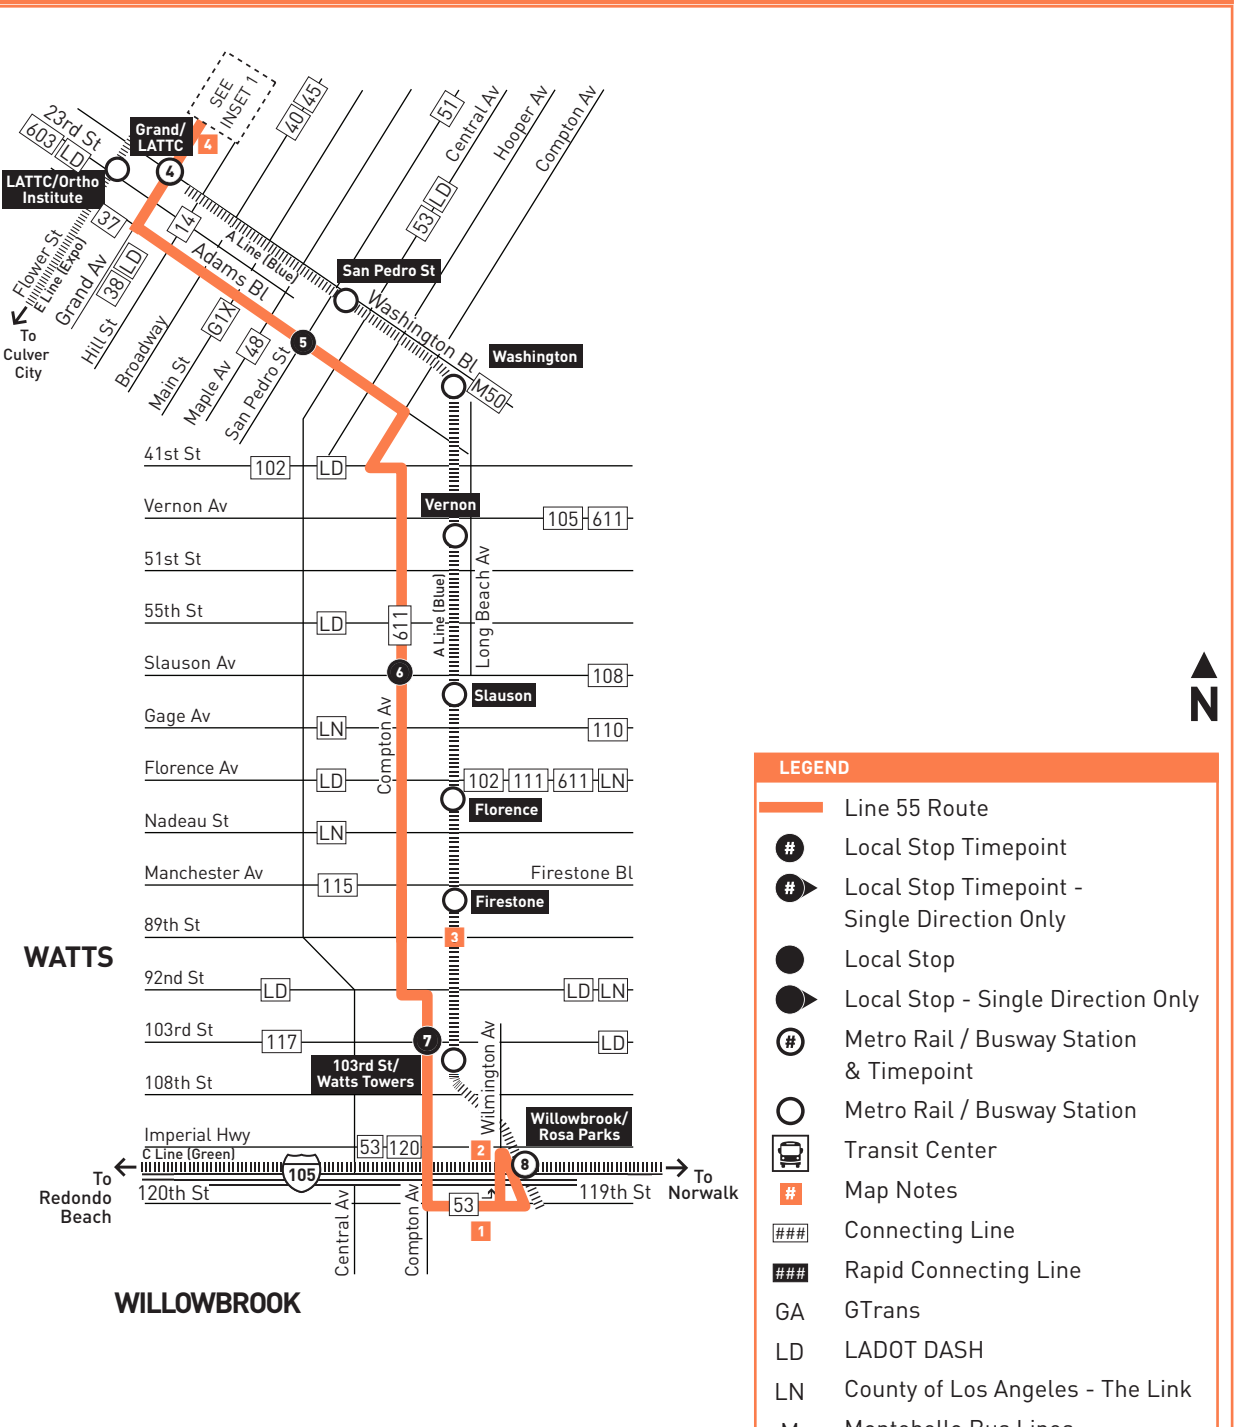 SEE
INSET 1
23rd St
603
LD
Grand/
LATTC
4
4
40
45
51
Central Av
Hooper Av
Compton Av
LATTC/Ortho
Institute
37
14
53
LD
Flower St
E Line (Expo)
Grand Av
38
LD
Adams Bl
A Line (Blue)
San Pedro St
Washington Bl
To
Culver
City
Hill St
Broadway
Main St
G1X
Maple Av
48
San Pedro St
5
Washington
M50
41st St
102
LD
Vernon Av
Vernon
105
611
51st St
55th St
LD
611
A Line (Blue)
Long Beach Av
Slauson Av
6
108
Slauson
Gage Av
LN
Compton Av
110
Florence Av
LD
102
111
611
LN
Florence
Nadeau St
LN
Manchester Av
115
Firestone Bl
Firestone
89th St
3
WATTS
92nd St
LD
LD
LN
103rd St
117
7
LD
103rd St/
Watts Towers
Wilmington Av
108th St
Willowbrook/
Rosa Parks
Imperial Hwy
53
120
2
C Line (Green)
8
105
To
Redondo
Beach
To
Norwalk
120th St
119th St
53
1
Central Av
Compton Av
WILLOWBROOK
N
LEGEND
Line 55 Route
# Local Stop Timepoint
# Local Stop Timepoint -
Single Direction Only
Local Stop
Local Stop - Single Direction Only
# Metro Rail / Busway Station
& Timepoint
Metro Rail / Busway Station
Transit Center
# Map Notes
### Connecting Line
### Rapid Connecting Line
GA GTrans
LD LADOT DASH
LN County of Los Angeles - The Link
M Montebello Bus Lines